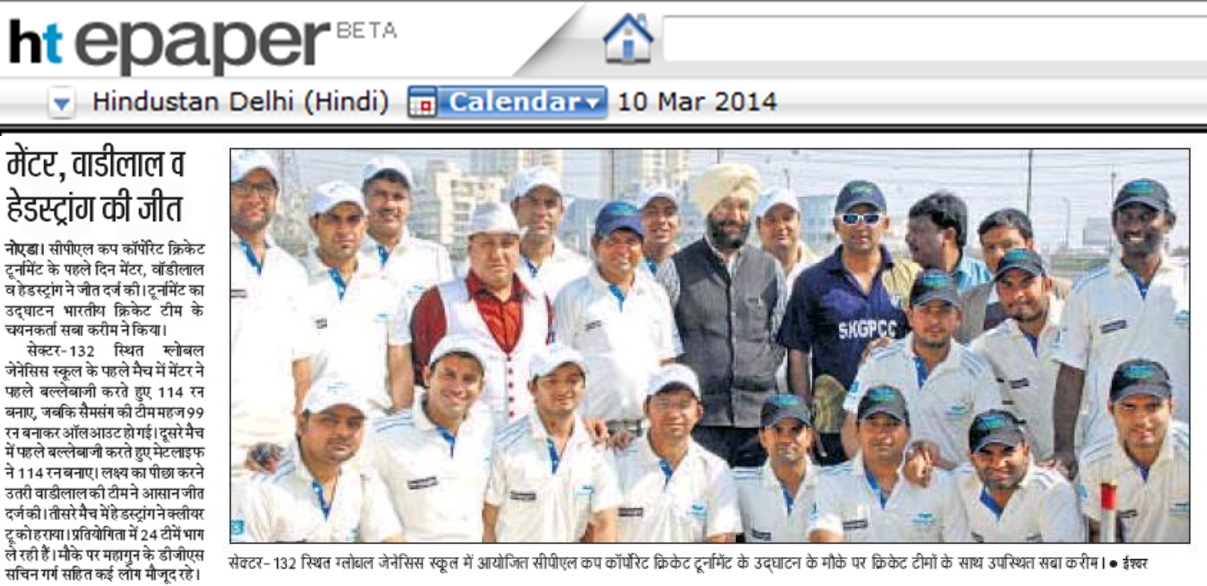 ht epaper BETA
Hindustan Delhi (Hindi) Calendar 10 Mar 2014
मेंटर, वाडीलाल व
हेडस्ट्रांग की जीत
नोएडा। सीपीएल कप कॉर्पोरेट क्रिकेट
टूर्नामेंट के पहले दिन मेंटर, वॉडीलाल
व हेडस्ट्रांग ने जीत दर्ज की। टूर्नामेंट का
उद्घाटन भारतीय क्रिकेट टीम के
चयनकर्ता सबा करीम ने किया।
सेक्टर-132 स्थित ग्लोबल
जेनेसिस स्कूल के पहले मैच में मेंटर ने
पहले बल्लेबाजी करते हुए 114 रन
बनाए, जबकि सैमसंग की टीम महज 99
रन बनाकर ऑलआउट हो गई। दूसरे मैच
में पहले बल्लेबाजी करते हुए मेटलाइफ
ने 114 रन बनाए। लक्ष्य का पीछा करने
उतरी वाडीलाल की टीम ने आसान जीत
दर्ज की। तीसरे मैच में हेडस्ट्रांग ने क्लीयर
टू को हराया। प्रतियोगिता में 24 टीमें भाग
ले रही हैं। मौके पर महागुन के डीजीएस
सचिन गर्ग सहित कई लोग मौजूद रहे।
SKGPCC
सेक्टर-132 स्थित ग्लोबल जेनेसिस स्कूल में आयोजित सीपीएल कप कॉर्पोरेट क्रिकेट टूर्नामेंट के उद्घाटन के मौके पर क्रिकेट टीमों के साथ उपस्थित सबा करीम। ● ईश्वर